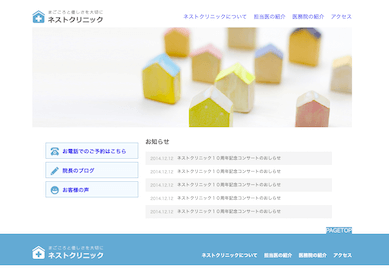 まごころと優しさを大切に
ネストクリニック
ネストクリニックについて 担当医の紹介 医務院の紹介 アクセス
お電話でのご予約はこちら
院長のブログ
お客様の声
お知らせ
2014.12.13 ネストクリニック10周年記念コンサートのおしらせ
2014.12.13 ネストクリニック10周年記念コンサートのおしらせ
2014.12.13 ネストクリニック10周年記念コンサートのおしらせ
2014.12.13 ネストクリニック10周年記念コンサートのおしらせ
2014.12.13 ネストクリニック10周年記念コンサートのおしらせ
PAGETOP
まごころと優しさを大切に
ネストクリニック
ネストクリニックについて 担当医の紹介 医務院の紹介 アクセス